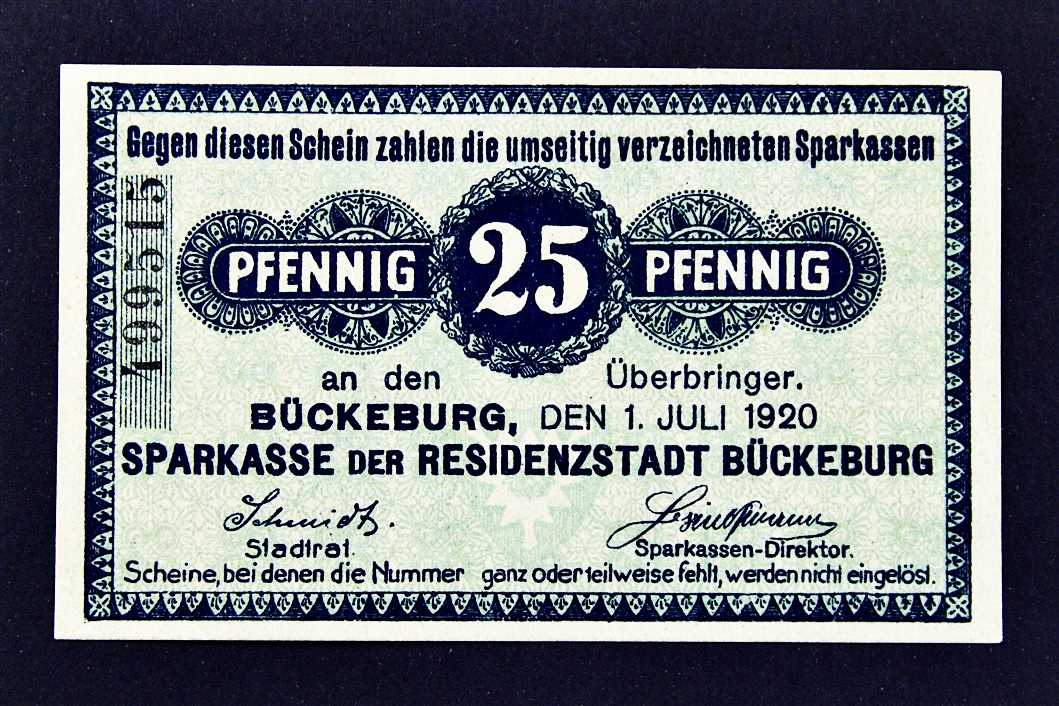 Gegen diesen Schein zahlen die umseitig verzeichneten Sparkassen
499515
PFENNIG 25 PFENNIG
an den Überbringer.
BÜCKEBURG, DEN 1. JULI 1920
SPARKASSE DER RESIDENZSTADT BÜCKEBURG
Schmidt.
Stadtrat. Sparkassen-Direktor.
Scheine, bei denen die Nummer ganz oder teilweise fehlt, werden nicht eingelöst.